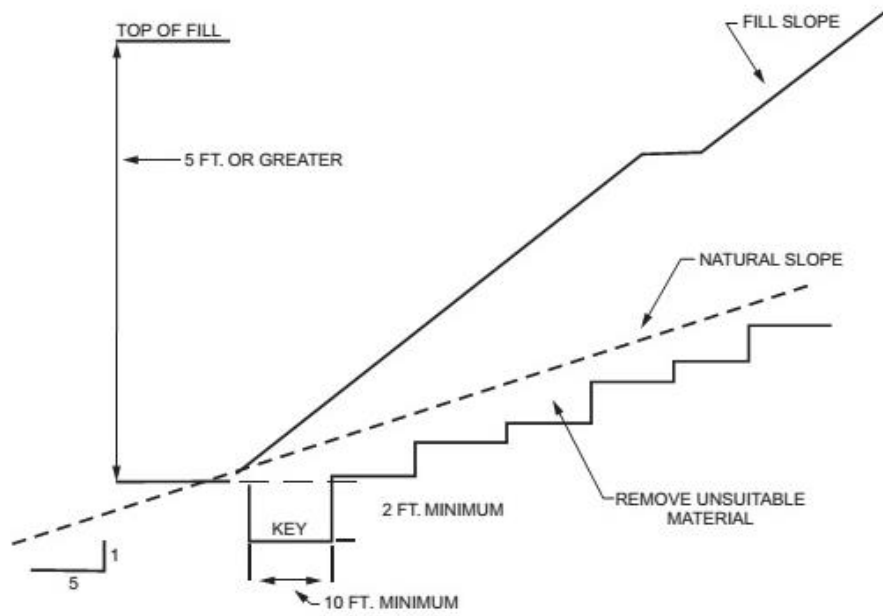 TOP OF FILL
FILL SLOPE
5 FT. OR GREATER
NATURAL SLOPE
2 FT. MINIMUM
REMOVE UNSUITABLE
MATERIAL
KEY
1
5
10 FT. MINIMUM